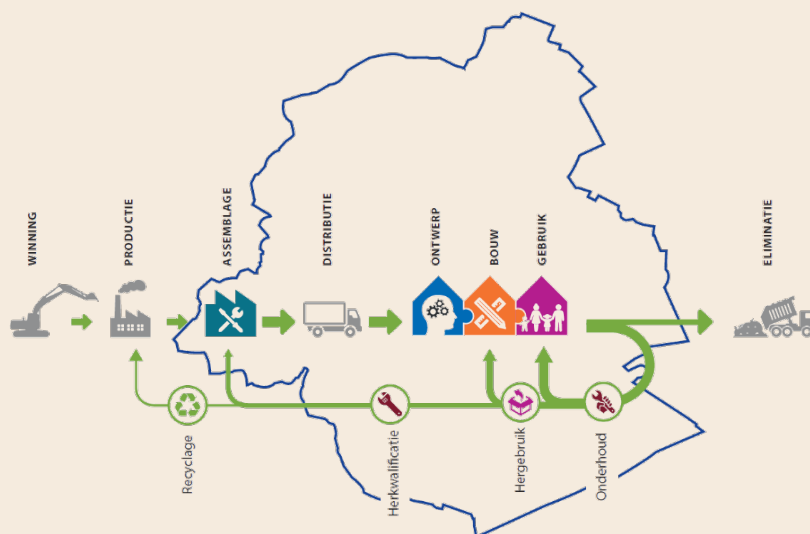 WINNING
PRODUCTIE
ASSEMBLAGE
DISTRIBUTIE
ONTWERP
BOUW
GEBRUIK
ELIMINATIE
Recyclage
Herkwalificatie
Hergebruik
Onderhoud